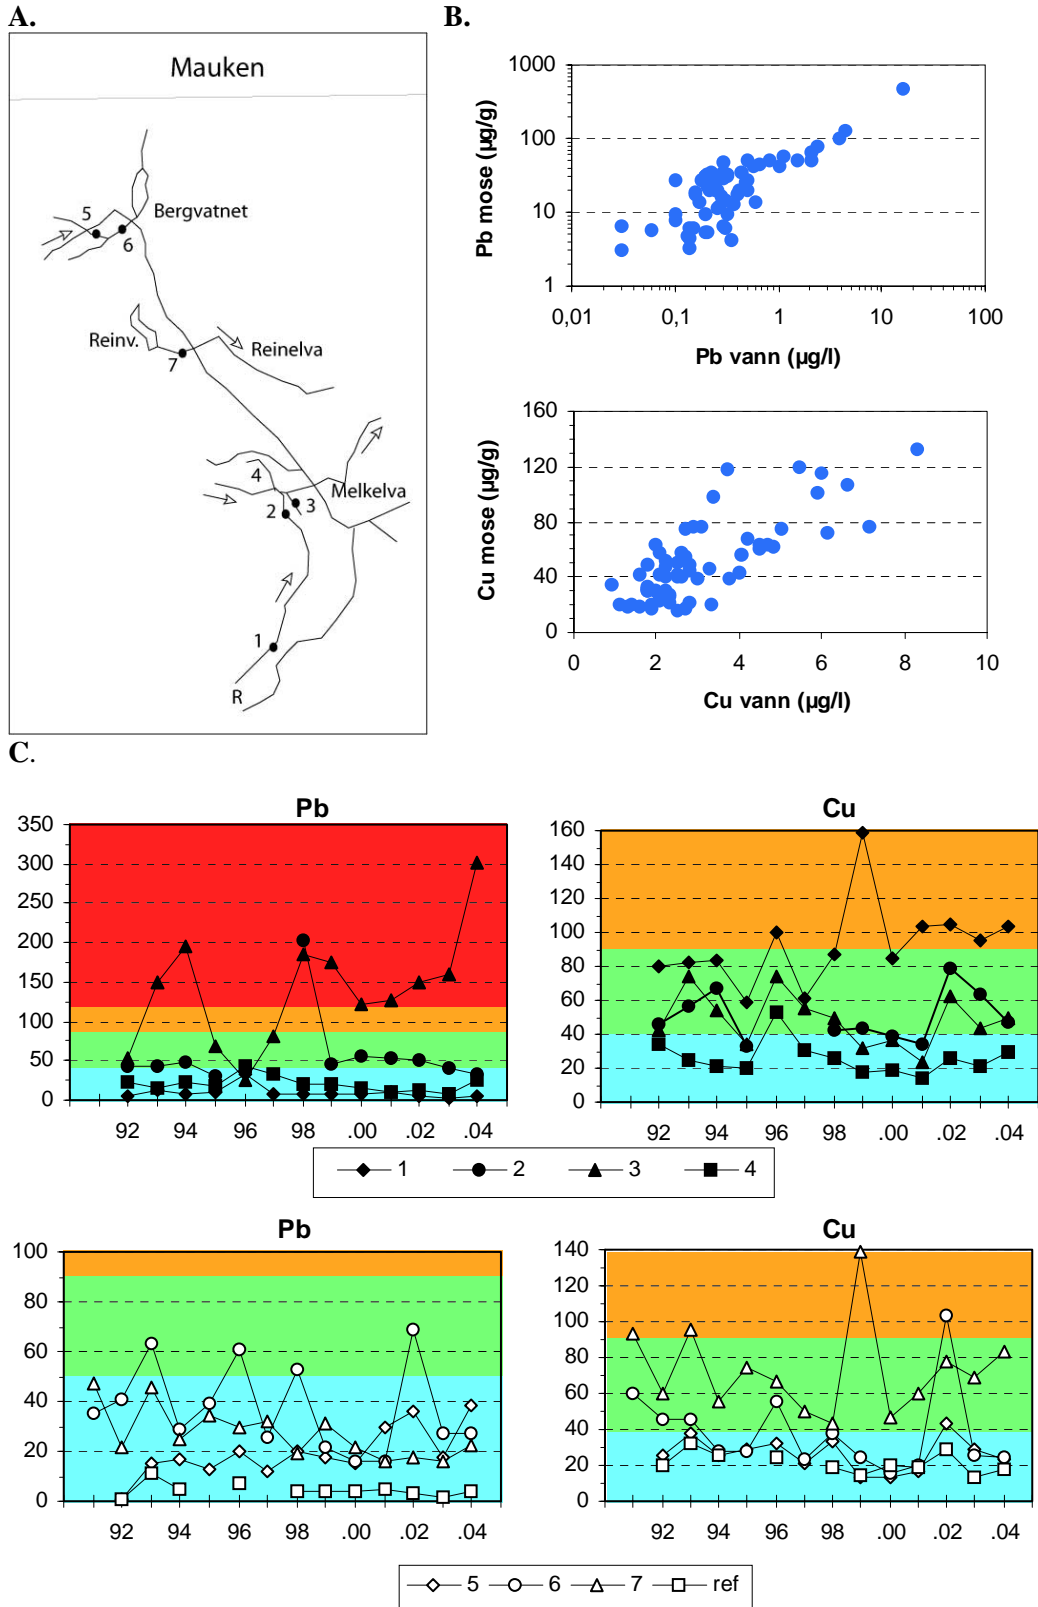 A.
Mauken
5
6
Bergvatnet
Reinv.
7
Reinelva
4
3
2
Melkelva
1
R
B.
Pb mose (µg/g)
1000
100
10
1
0,01 0,1 1 10 100
Pb vann (µg/l)
Cu mose (µg/g)
160
120
80
40
0
0 2 4 6 8 10
Cu vann (µg/l)
C.
Pb
350
300
250
200
150
100
50
0
92 94 96 98 .00 .02 .04
Cu
160
140
120
100
80
60
40
20
0
92 94 96 98 .00 .02 .04
1 2 3 4
Pb
100
80
60
40
20
0
92 94 96 98 .00 .02 .04
Cu
140
120
100
80
60
40
20
0
92 94 96 98 .00 .02 .04
5 6 7 ref